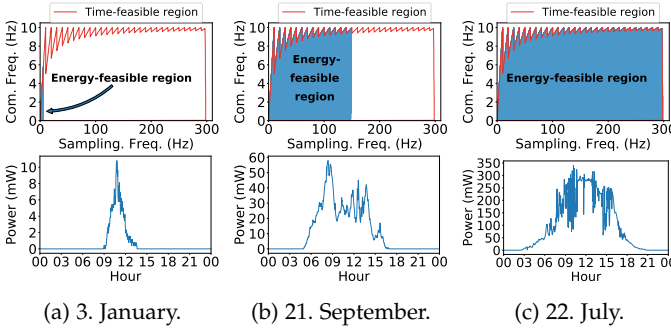 Time-feasible region
Com. Freq. (Hz)
10
8
6
4
2
0
Energy-feasible region
0 100 200 300
Sampling. Freq. (Hz)
Power (mW)
10
8
6
4
2
0
00 03 06 09 12 15 18 21 00
Hour
(a) 3. January.
Time-feasible region
Com. Freq. (Hz)
10
8
6
4
2
0
Energy-
feasible
region
0 100 200 300
Sampling. Freq. (Hz)
Power (mW)
60
50
40
30
20
10
0
00 03 06 09 12 15 18 21 00
Hour
(b) 21. September.
Time-feasible region
Com. Freq. (Hz)
10
8
6
4
2
0
Energy-feasible region
0 100 200 300
Sampling. Freq. (Hz)
Power (mW)
350
300
250
200
150
100
50
0
00 03 06 09 12 15 18 21 00
Hour
(c) 22. July.